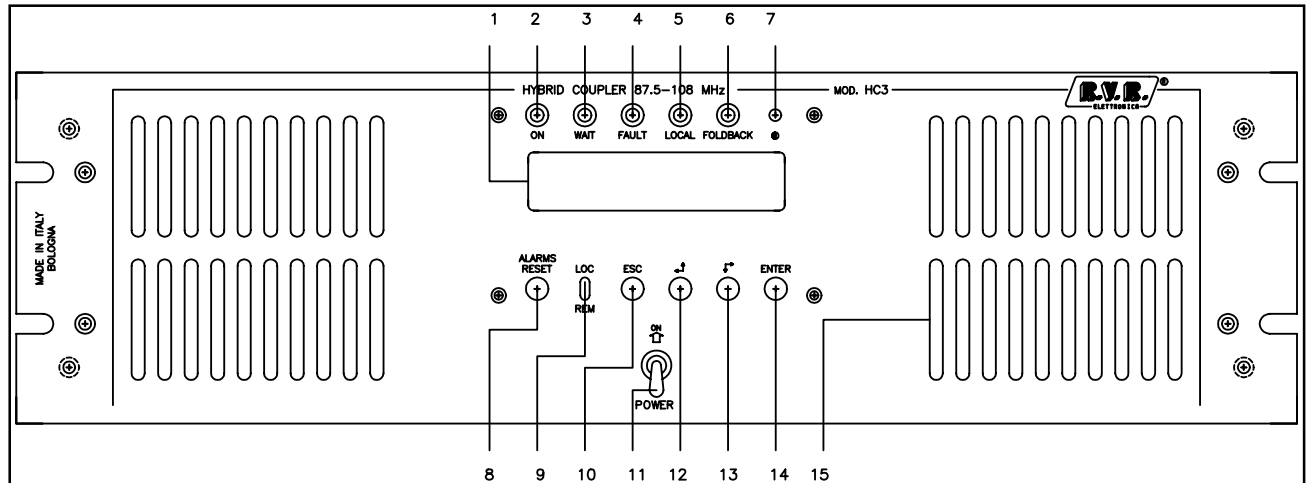 1 2 3 4 5 6 7
HYBRID COUPLER 87.5-108 MHz MOD. HC3
R.V.R.®
ELETTRONICA
ON WAIT FAULT LOCAL FOLDBACK
MADE IN ITALY
BOLOGNA
ALARMS
RESET LOC ESC ENTER
REM
ON
POWER
15
8 9 10 11 12 13 14